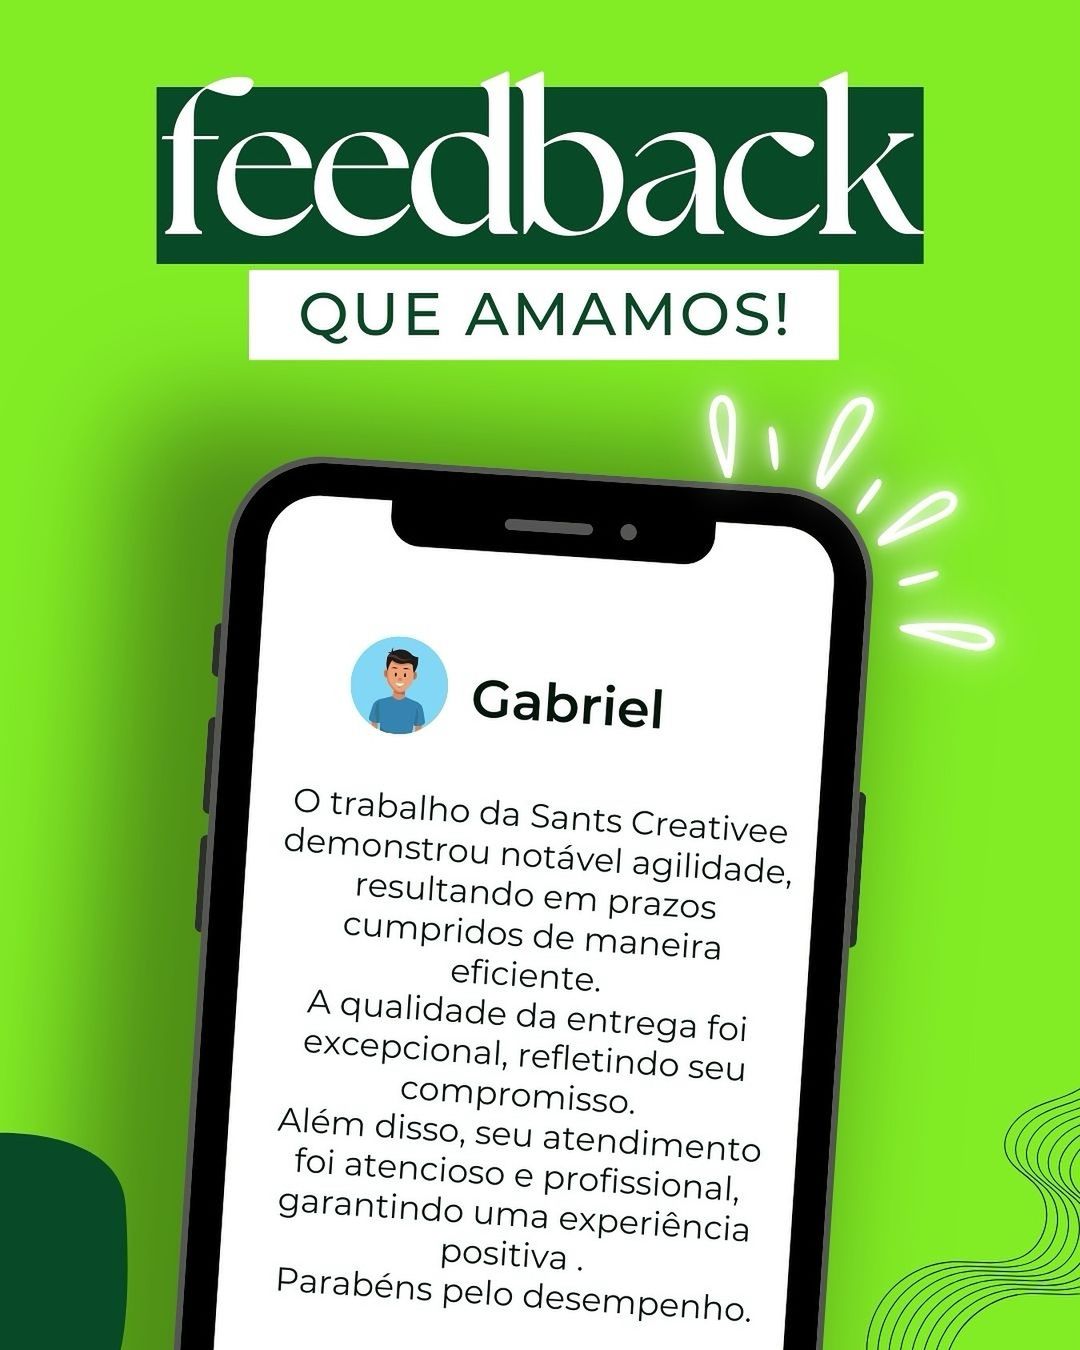 feedback
QUE AMAMOS!
Gabriel
O trabalho da Sants Creativee
demonstrou notável agilidade,
resultando em prazos
cumpridos de maneira
eficiente.
A qualidade da entrega foi
excepcional, refletindo seu
compromisso.
Além disso, seu atendimento
foi atencioso e profissional,
garantindo uma experiência
positiva .
Parabéns pelo desempenho.